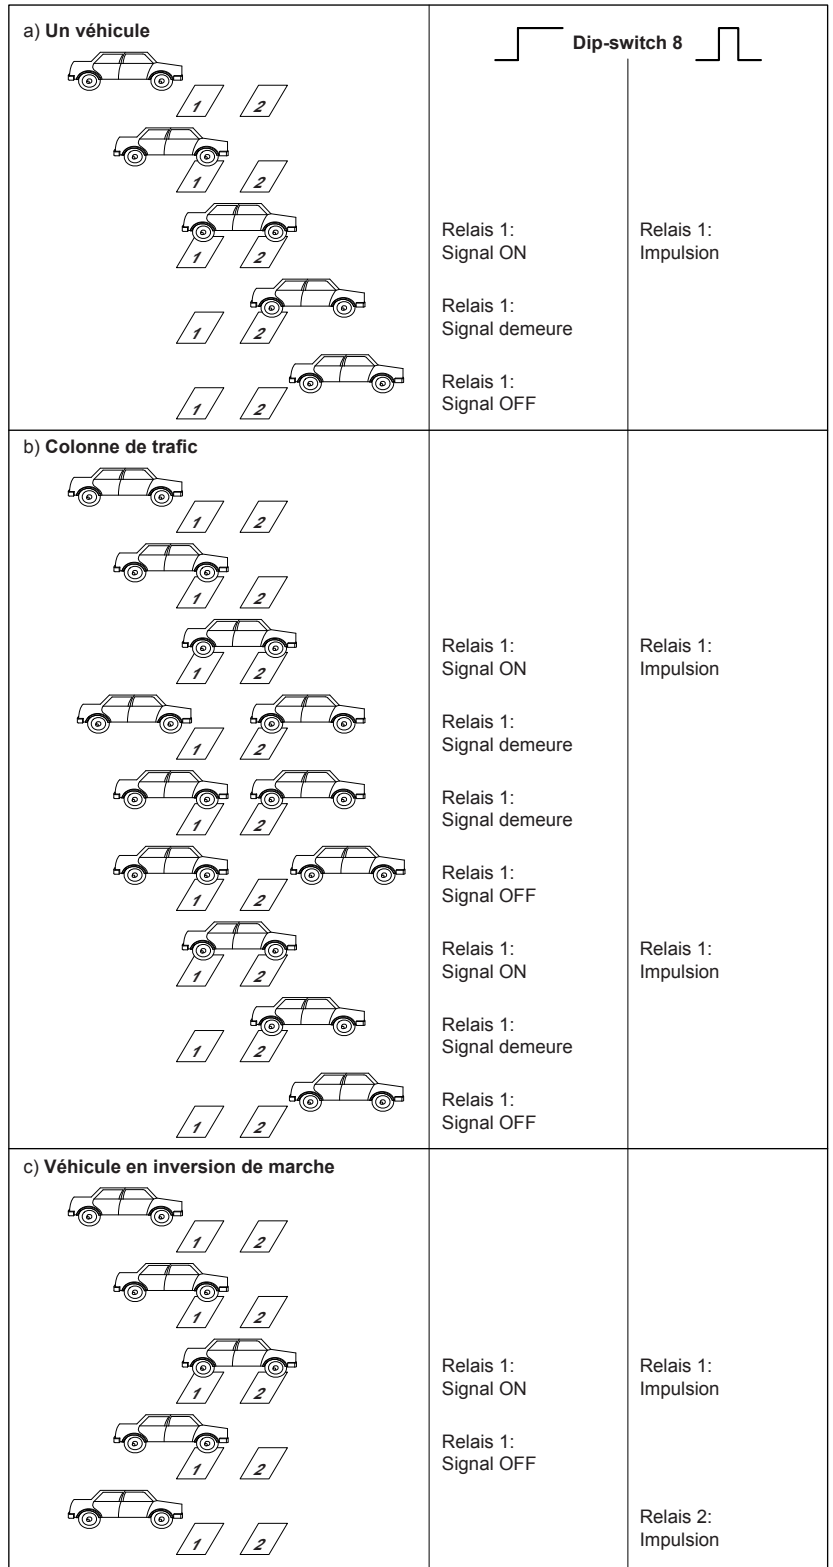 a) Un véhicule
Dip-switch 8
1 2
1 2
1 2
Relais 1:
Signal ON
Relais 1:
Impulsion
1 2
Relais 1:
Signal demeure
1 2
Relais 1:
Signal OFF
b) Colonne de trafic
1 2
1 2
1 2
Relais 1:
Signal ON
Relais 1:
Impulsion
1 2
Relais 1:
Signal demeure
1 2
Relais 1:
Signal demeure
1 2
Relais 1:
Signal OFF
1 2
Relais 1:
Signal ON
Relais 1:
Impulsion
1 2
Relais 1:
Signal demeure
1 2
Relais 1:
Signal OFF
c) Véhicule en inversion de marche
1 2
1 2
1 2
Relais 1:
Signal ON
Relais 1:
Impulsion
1 2
Relais 1:
Signal OFF
1 2
Relais 2:
Impulsion